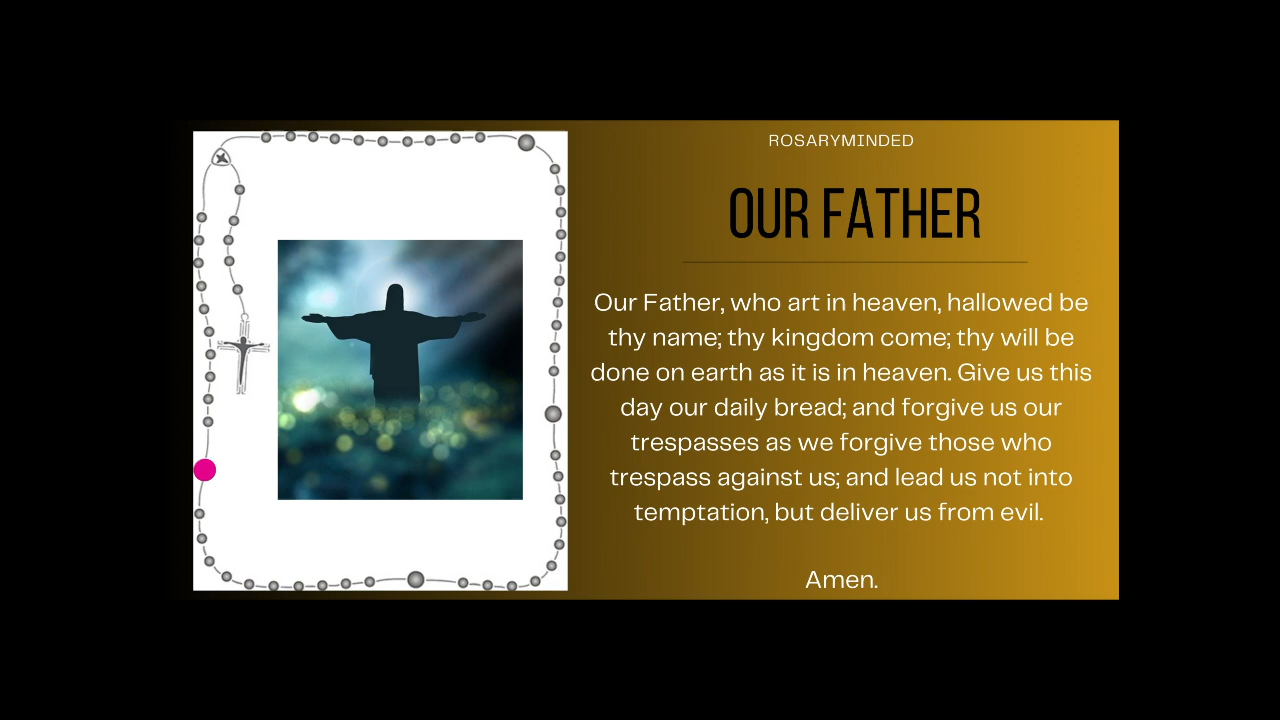 ROSARYMINDED
OUR FATHER
Our Father, who art in heaven, hallowed be
thy name; thy kingdom come; thy will be
done on earth as it is in heaven. Give us this
day our daily bread; and forgive us our
trespasses as we forgive those who
trespass against us; and lead us not into
temptation, but deliver us from evil.
Amen.